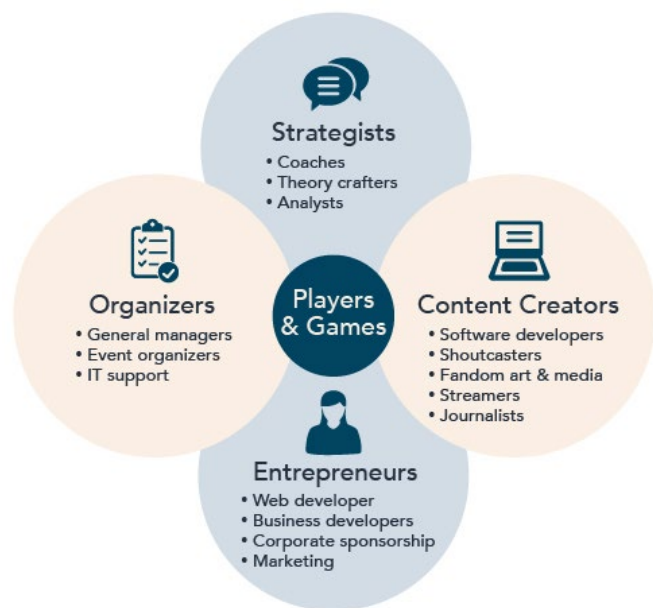 Strategists
• Coaches
• Theory crafters
• Analysts
Organizers
• General managers
• Event organizers
• IT support
Players
& Games
Content Creators
• Software developers
• Shoutcasters
• Fandom art & media
• Streamers
• Journalists
Entrepreneurs
• Web developer
• Business developers
• Corporate sponsorship
• Marketing